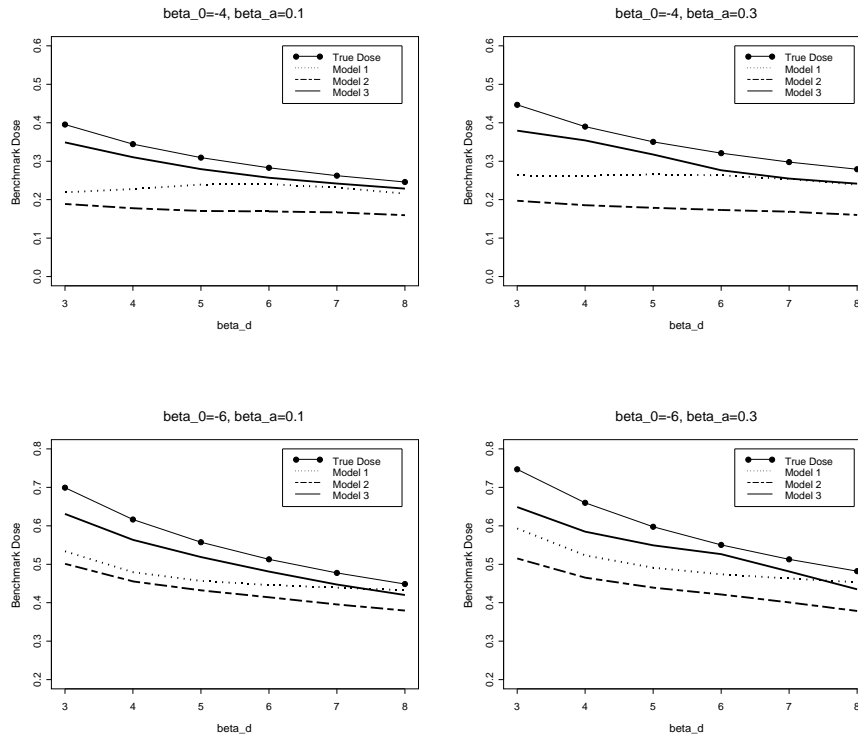 beta_0=-4, beta_a=0.1
Benchmark Dose
0.0 0.1 0.2 0.3 0.4 0.5 0.6
True Dose
Model 1
Model 2
Model 3
3 4 5 6 7 8
beta_d
beta_0=-4, beta_a=0.3
Benchmark Dose
0.0 0.1 0.2 0.3 0.4 0.5 0.6
True Dose
Model 1
Model 2
Model 3
3 4 5 6 7 8
beta_d
beta_0=-6, beta_a=0.1
Benchmark Dose
0.2 0.3 0.4 0.5 0.6 0.7 0.8
True Dose
Model 1
Model 2
Model 3
3 4 5 6 7 8
beta_d
beta_0=-6, beta_a=0.3
Benchmark Dose
0.2 0.3 0.4 0.5 0.6 0.7 0.8
True Dose
Model 1
Model 2
Model 3
3 4 5 6 7 8
beta_d